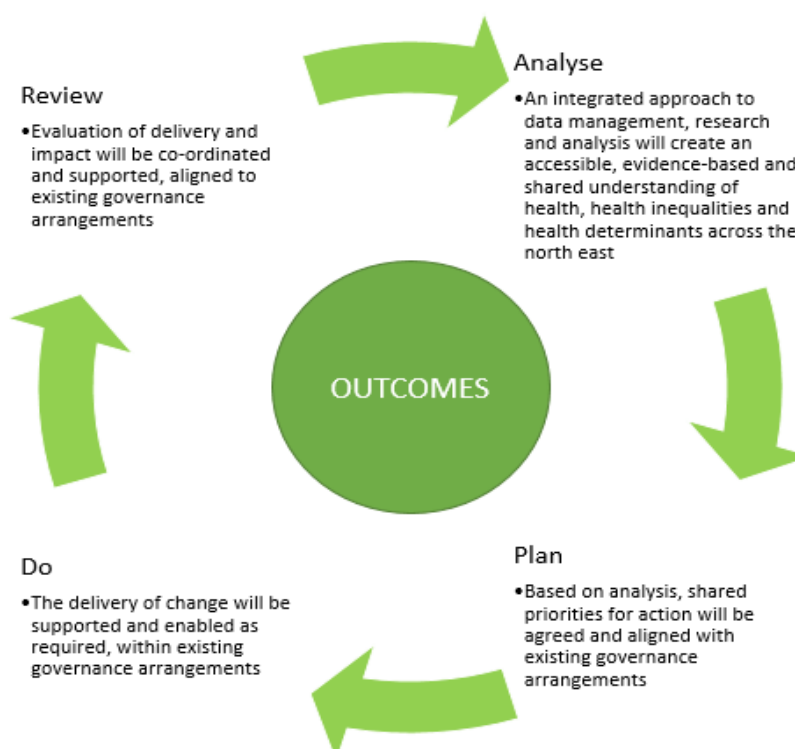 Analyse
•An integrated approach to
data management, research
and analysis will create an
accessible, evidence-based and
shared understanding of
health, health inequalities and
health determinants across the
north east
Plan
•Based on analysis, shared
priorities for action will be
agreed and aligned with
existing governance
arrangements
Do
•The delivery of change will be
supported and enabled as
required, within existing
governance arrangements
Review
•Evaluation of delivery and
impact will be co-ordinated
and supported, aligned to
existing governance
arrangements
OUTCOMES